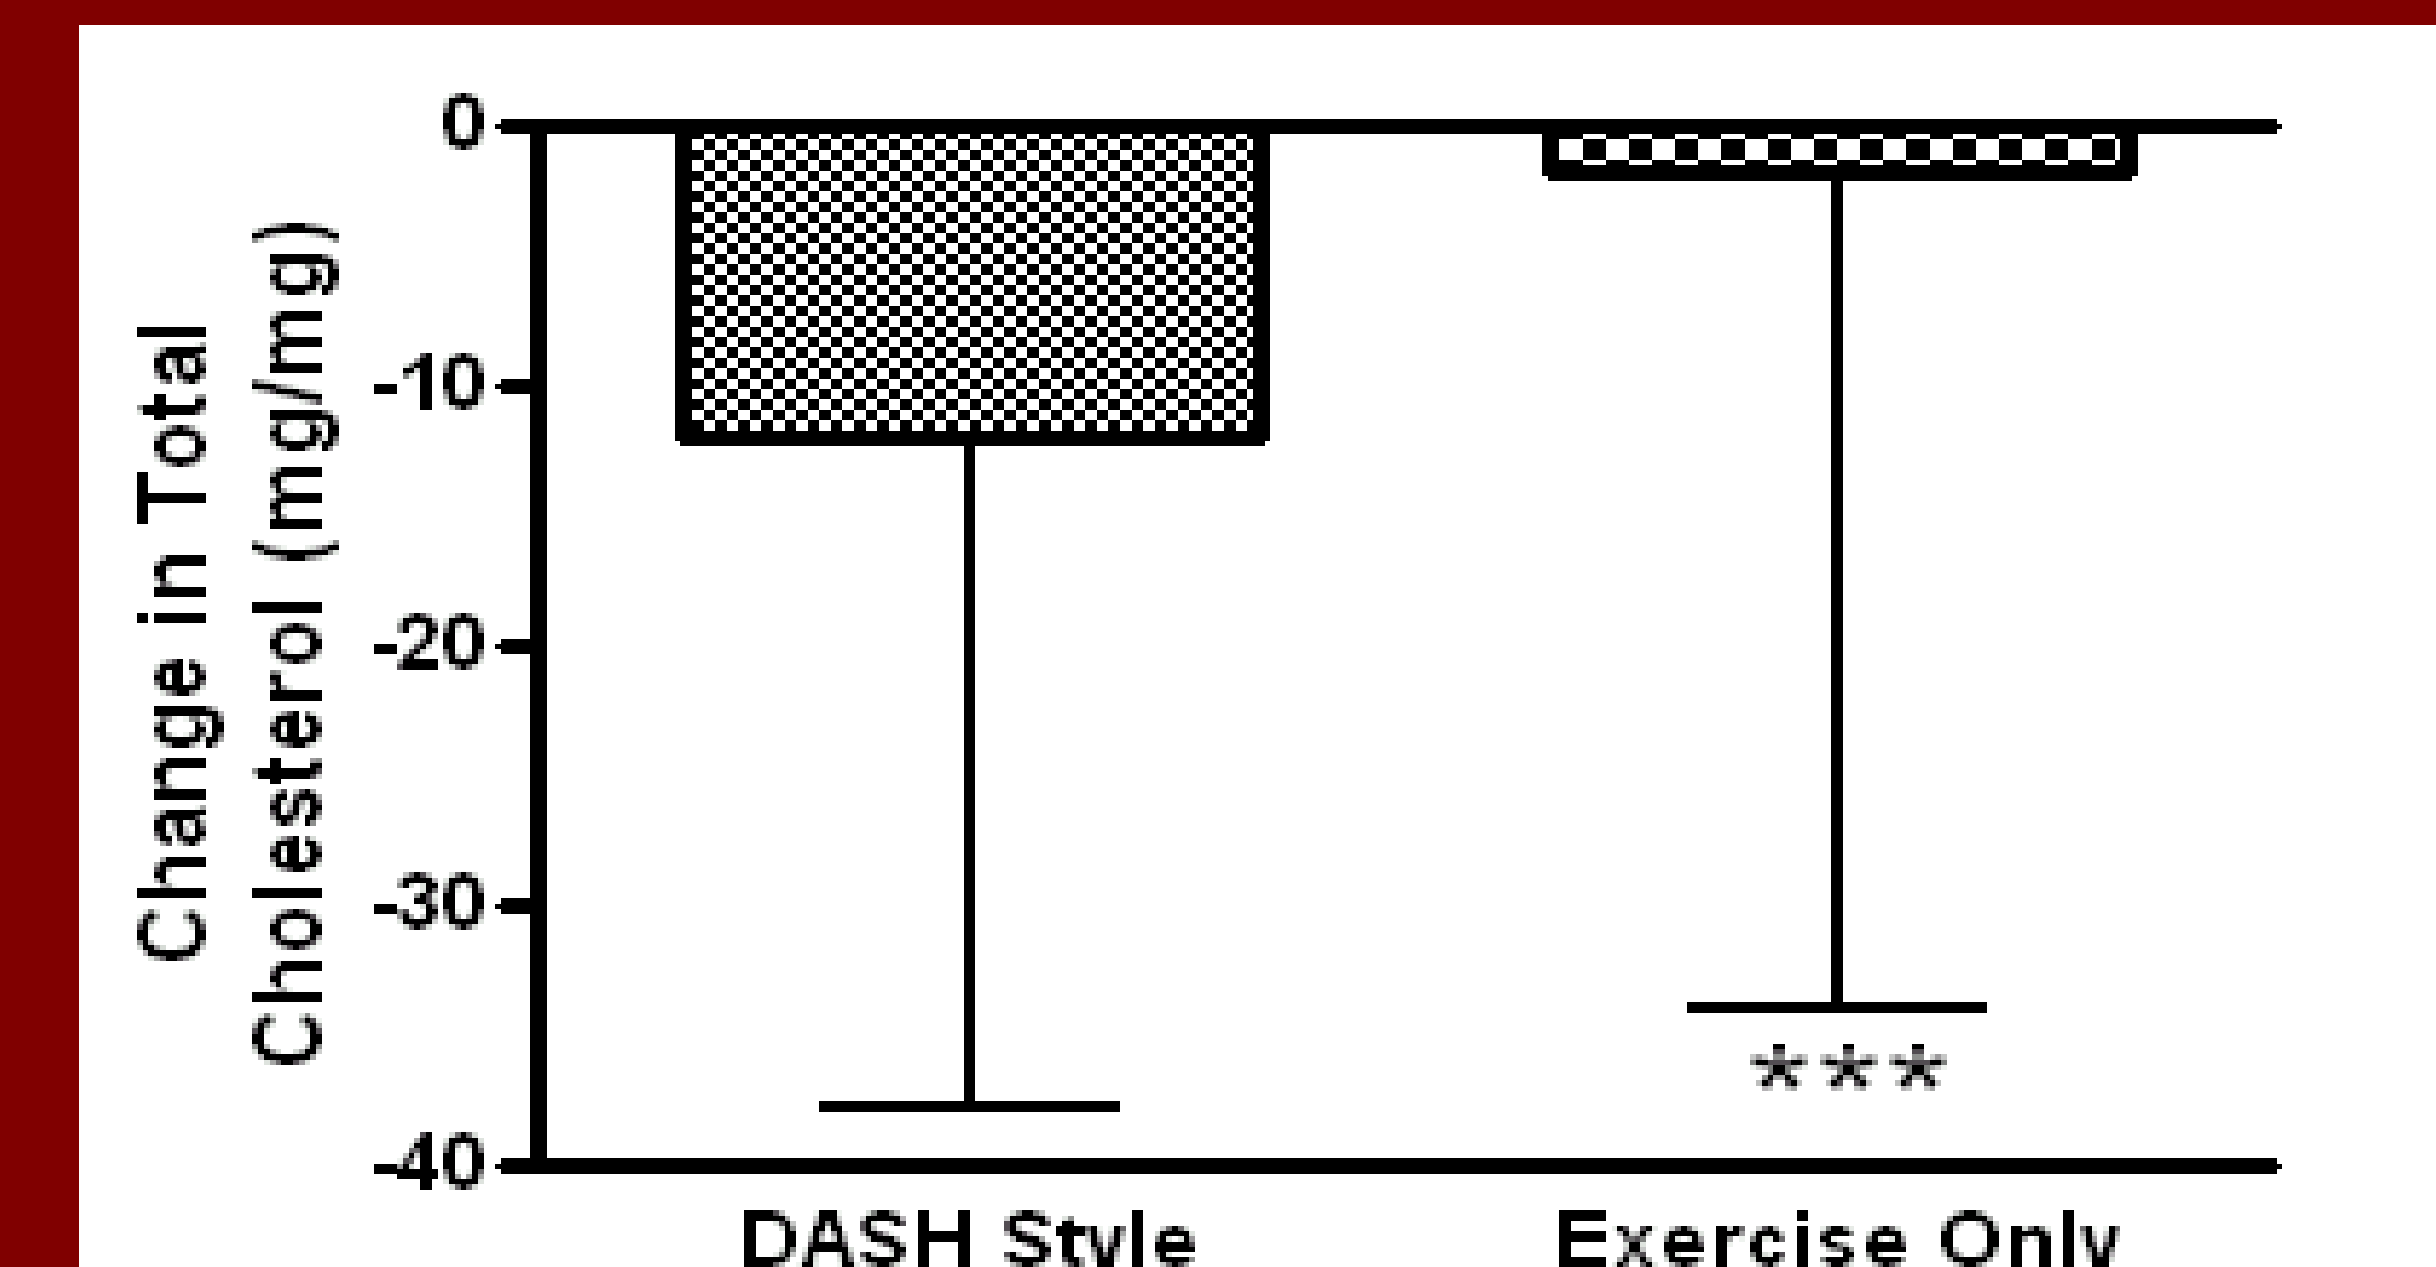 Change in Total
Cholesterol (mg/mg)
0
-10
-20
-30
-40
***
DASH Style
Exercise Only